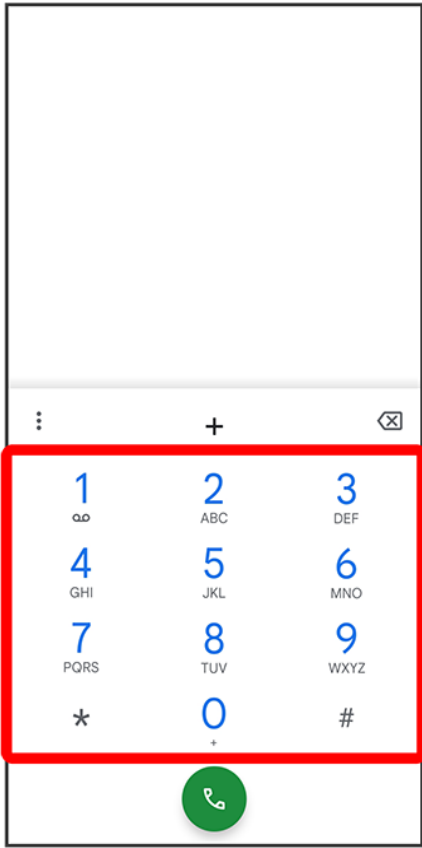 +
1 2 3
ABC DEF
4 5 6
GHI JKL MNO
7 8 9
PQRS TUV WXYZ
* 0 #
+